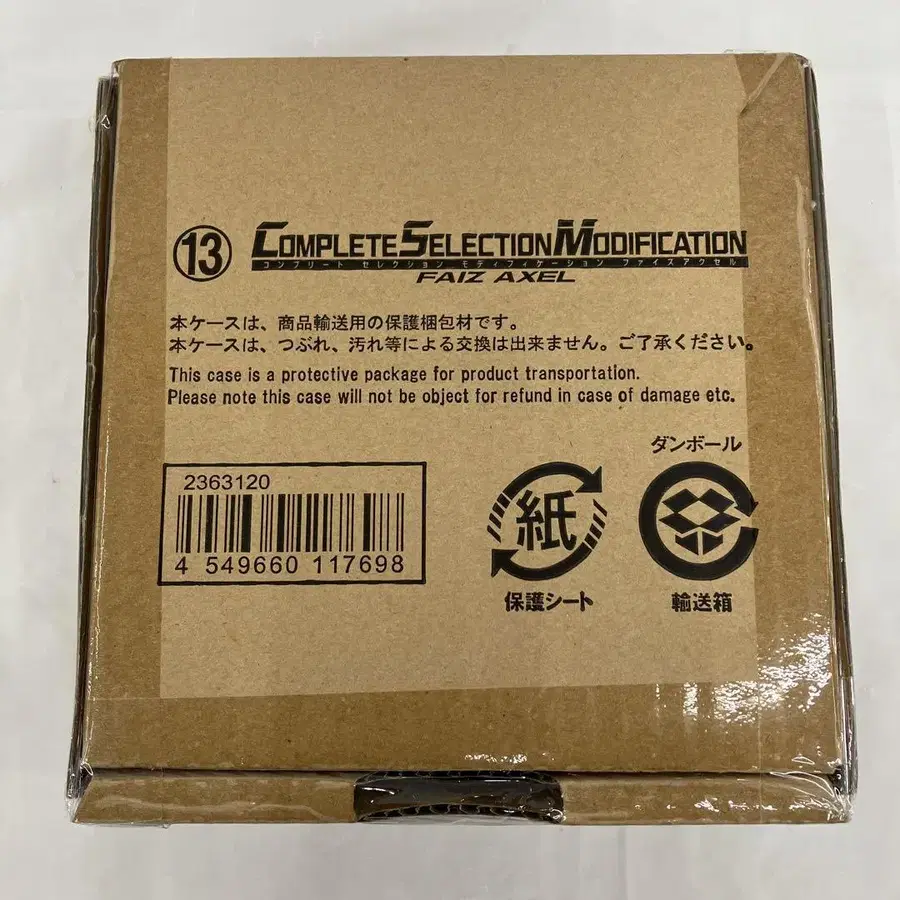 ⑬ COMPLETE SELECTION MODIFICATION
コンプリート セレクション モディフィケーション ファイズアクセル
FAIZ AXEL
本ケースは、商品輸送用の保護梱包材です。
本ケースは、つぶれ、汚れ等による交換は出来ません。ご了承ください。
This case is a protective package for product transportation.
Please note this case will not be object for refund in case of damage etc.
ダンボール
2363120
4 549660 117698
紙
保護シート
輸送箱